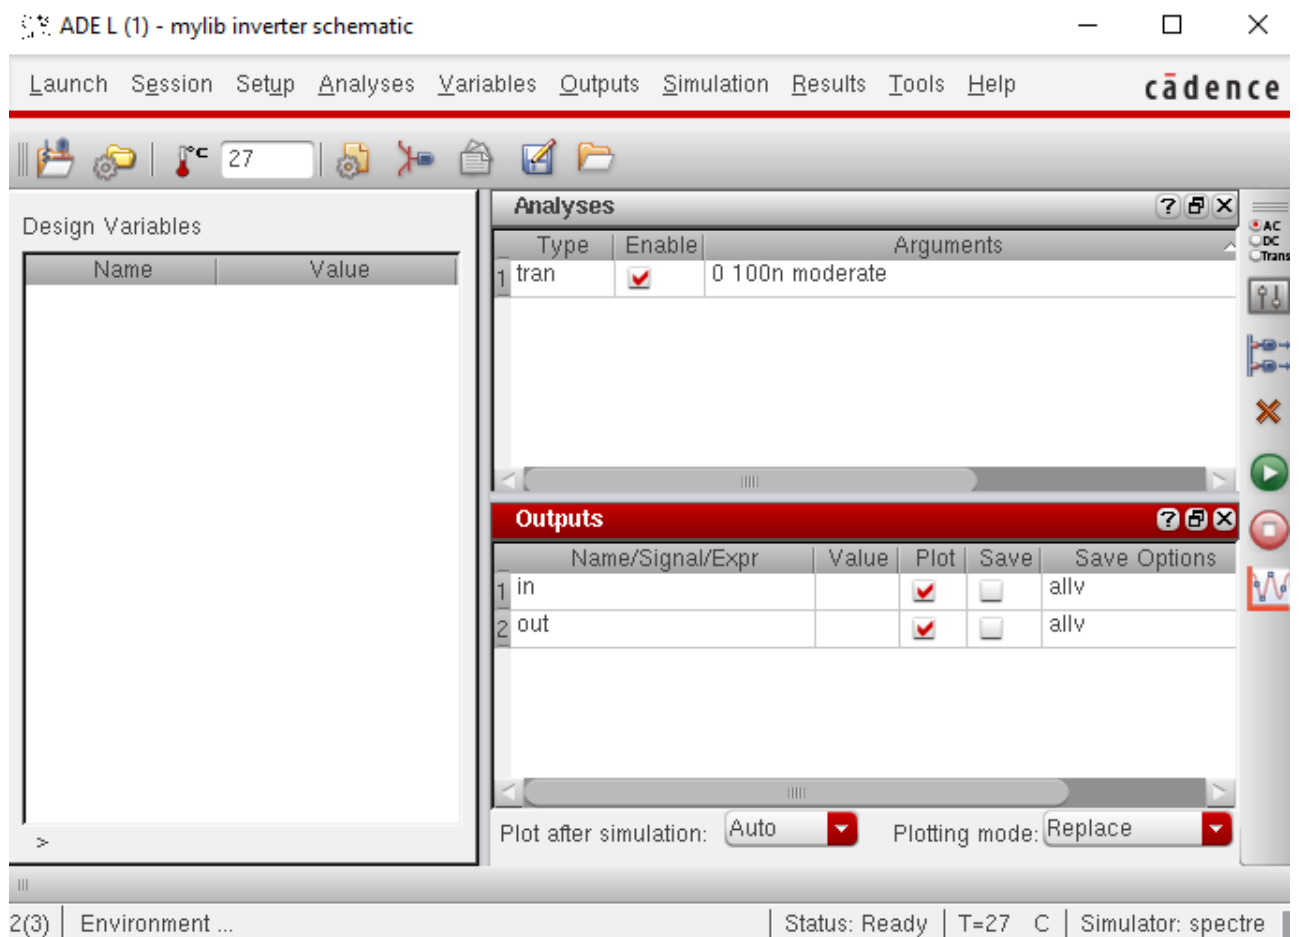 ADE L (1) - mylib inverter schematic
Launch Session Setup Analyses Variables Outputs Simulation Results Tools Help cādence
°C 27
Design Variables
Name Value
>
Analyses
Type Enable Arguments
1 tran 0 100n moderate
AC
DC
Trans
Outputs
Name/Signal/Expr Value Plot Save Save Options
1 in allv
2 out allv
Plot after simulation: Auto Plotting mode: Replace
2(3) Environment ... Status: Ready T=27 C Simulator: spectre